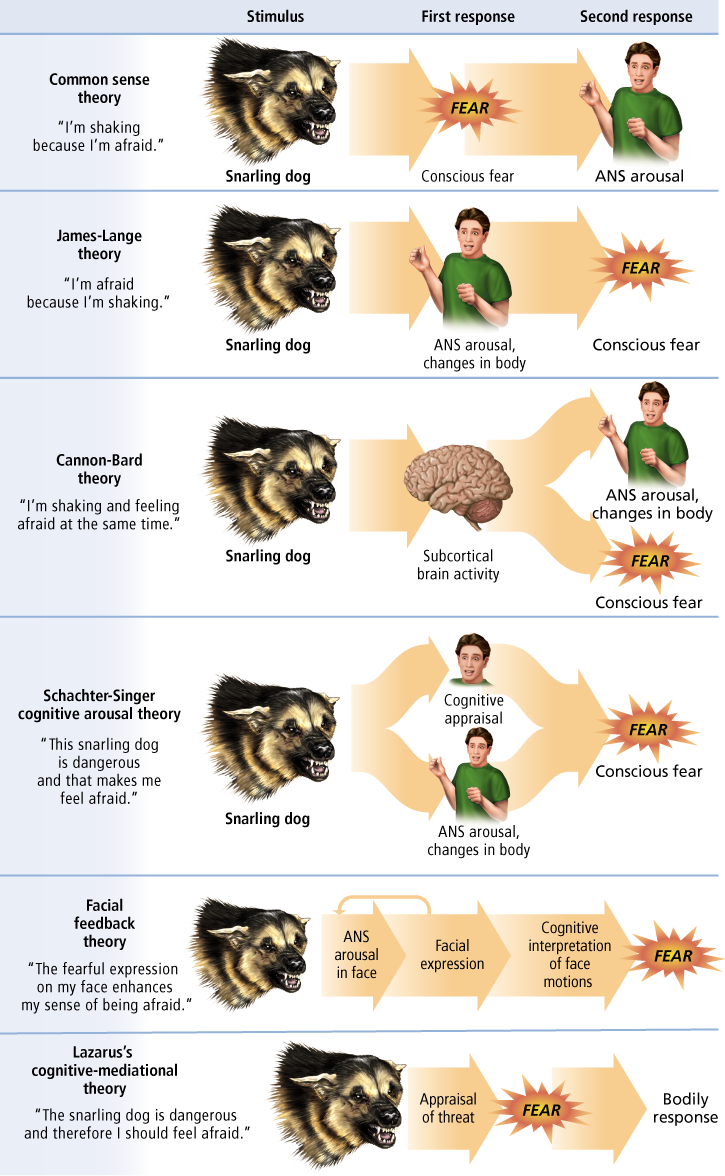 Stimulus
First response
Second response
Common sense
theory
“I’m shaking
because I’m afraid.”
Snarling dog
FEAR
Conscious fear
ANS arousal
James-Lange
theory
“I’m afraid
because I’m shaking.”
Snarling dog
ANS arousal,
changes in body
FEAR
Conscious fear
Cannon-Bard
theory
“I’m shaking and feeling
afraid at the same time.”
Snarling dog
Subcortical
brain activity
ANS arousal,
changes in body
FEAR
Conscious fear
Schachter-Singer
cognitive arousal theory
“This snarling dog
is dangerous
and that makes me
feel afraid.”
Snarling dog
Cognitive
appraisal
ANS arousal,
changes in body
FEAR
Conscious fear
Facial
feedback
theory
“The fearful expression
on my face enhances
my sense of being afraid.”
ANS
arousal
in face
Facial
expression
Cognitive
interpretation
of face
motions
FEAR
Lazarus’s
cognitive-mediational
theory
“The snarling dog is dangerous
and therefore I should feel afraid.”
Appraisal
of threat
FEAR
Bodily
response